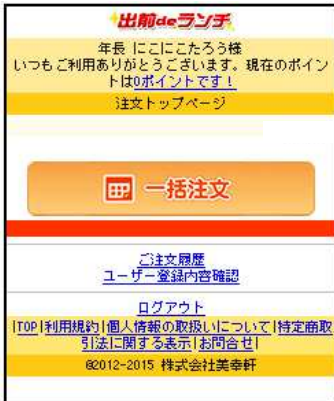 出前deランチ
年長 にこにこたろう様
いつもご利用ありがとうございます。現在のポイン
トは0ポイントです!
注文トップページ
一括注文
ご注文履歴
ユーザー登録内容確認
ログアウト
|TOP|利用規約|個人情報の取扱いについて|特定商取
引法に関する表示|お問合せ|
©2012-2015 株式会社美幸軒